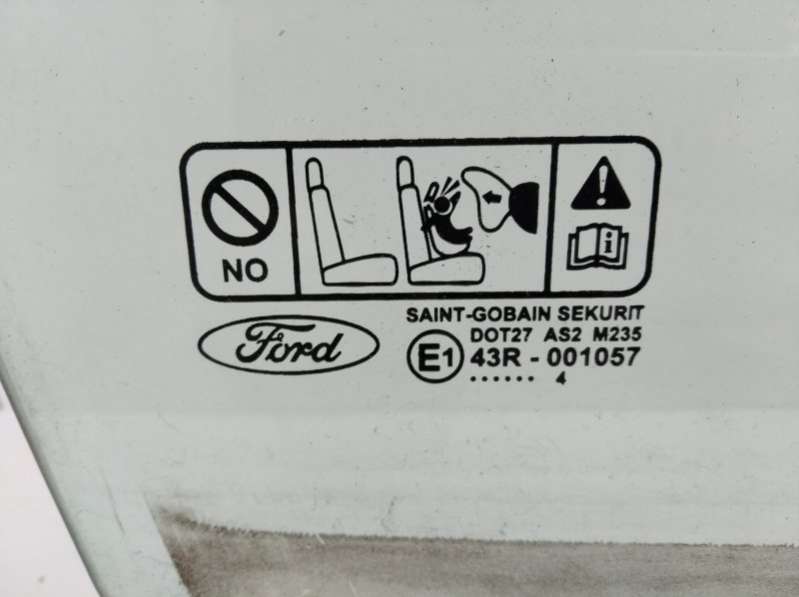 NO
i
SAINT-GOBAIN SEKURIT
Ford
DOT27 AS2 M235
E1 43R - 001057
...... 4